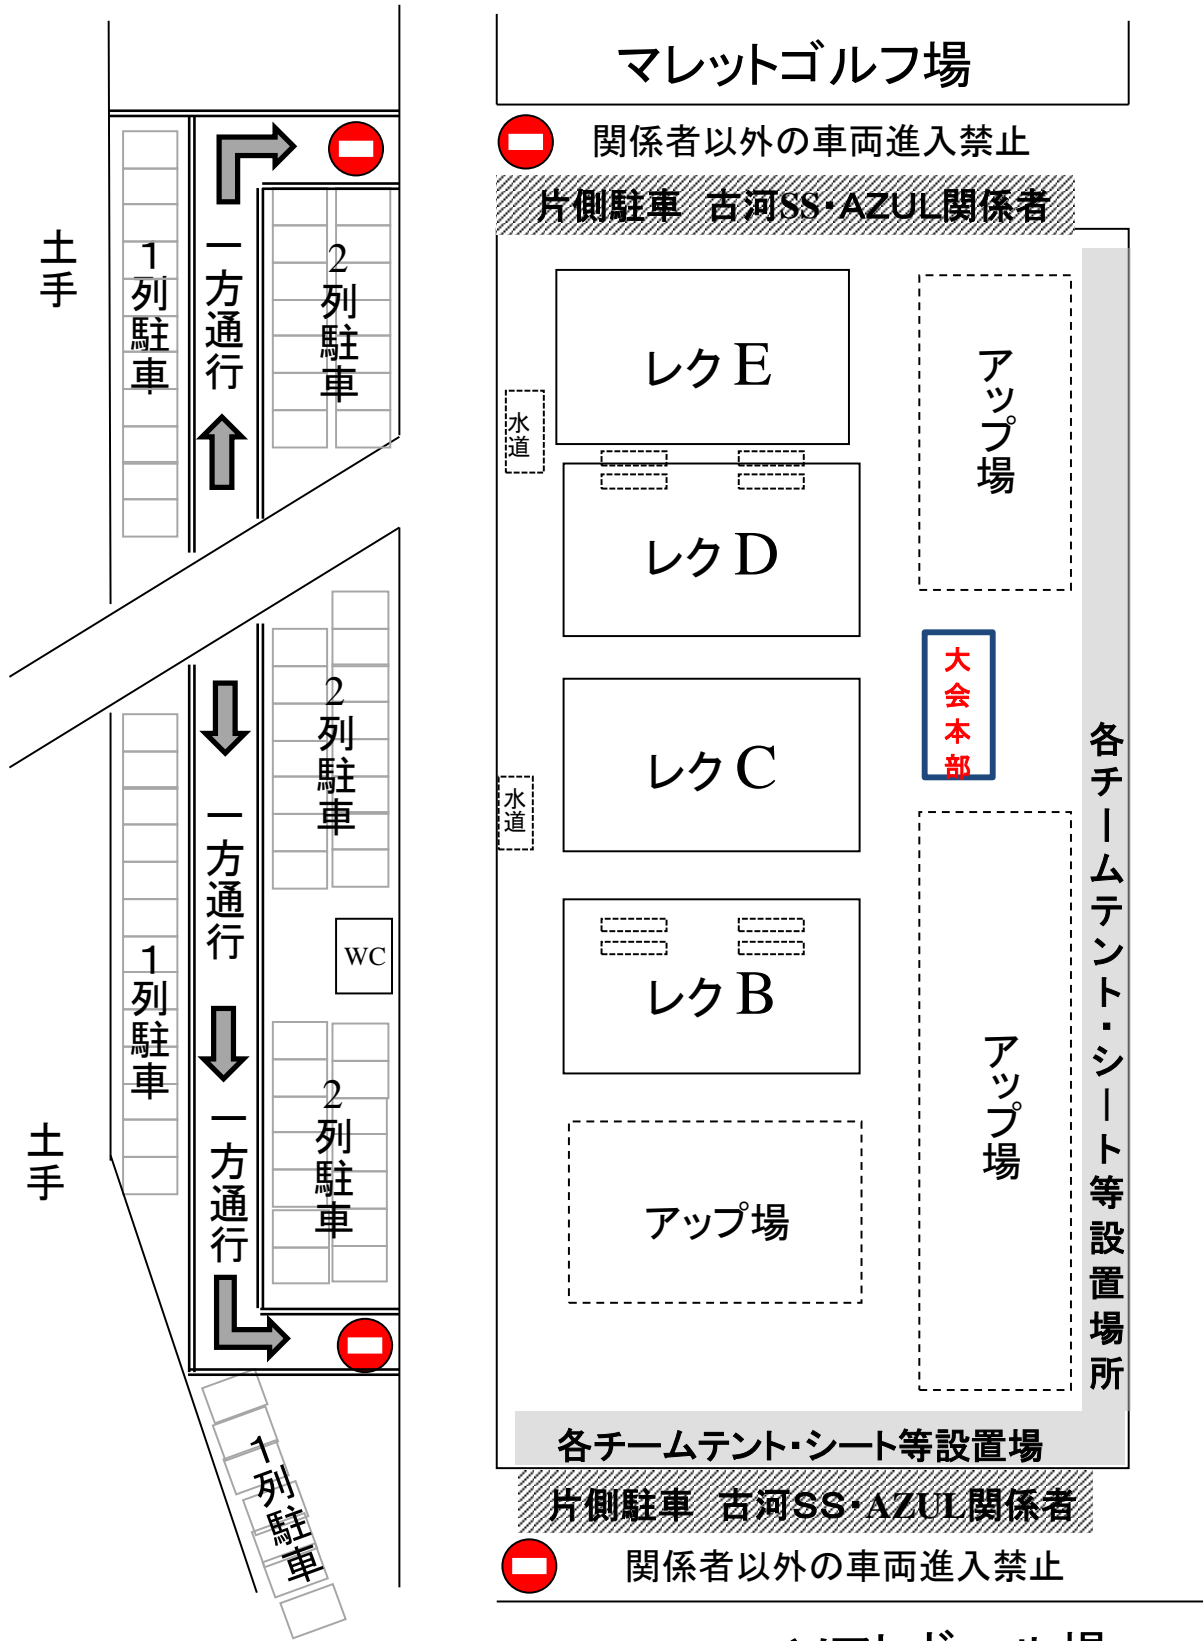 マレットゴルフ場
関係者以外の車両進入禁止
片側駐車 古河SS・AZUL関係者
土手
1列駐車
一方通行
2列駐車
レクE
アップ場
水道
レクD
大会本部
2列駐車
レクC
水道
各チームテント・シート等設置場所
一方通行
WC
1列駐車
レクB
アップ場
2列駐車
土手
一方通行
アップ場
各チームテント・シート等設置場
1列駐車
片側駐車 古河SS・AZUL関係者
関係者以外の車両進入禁止